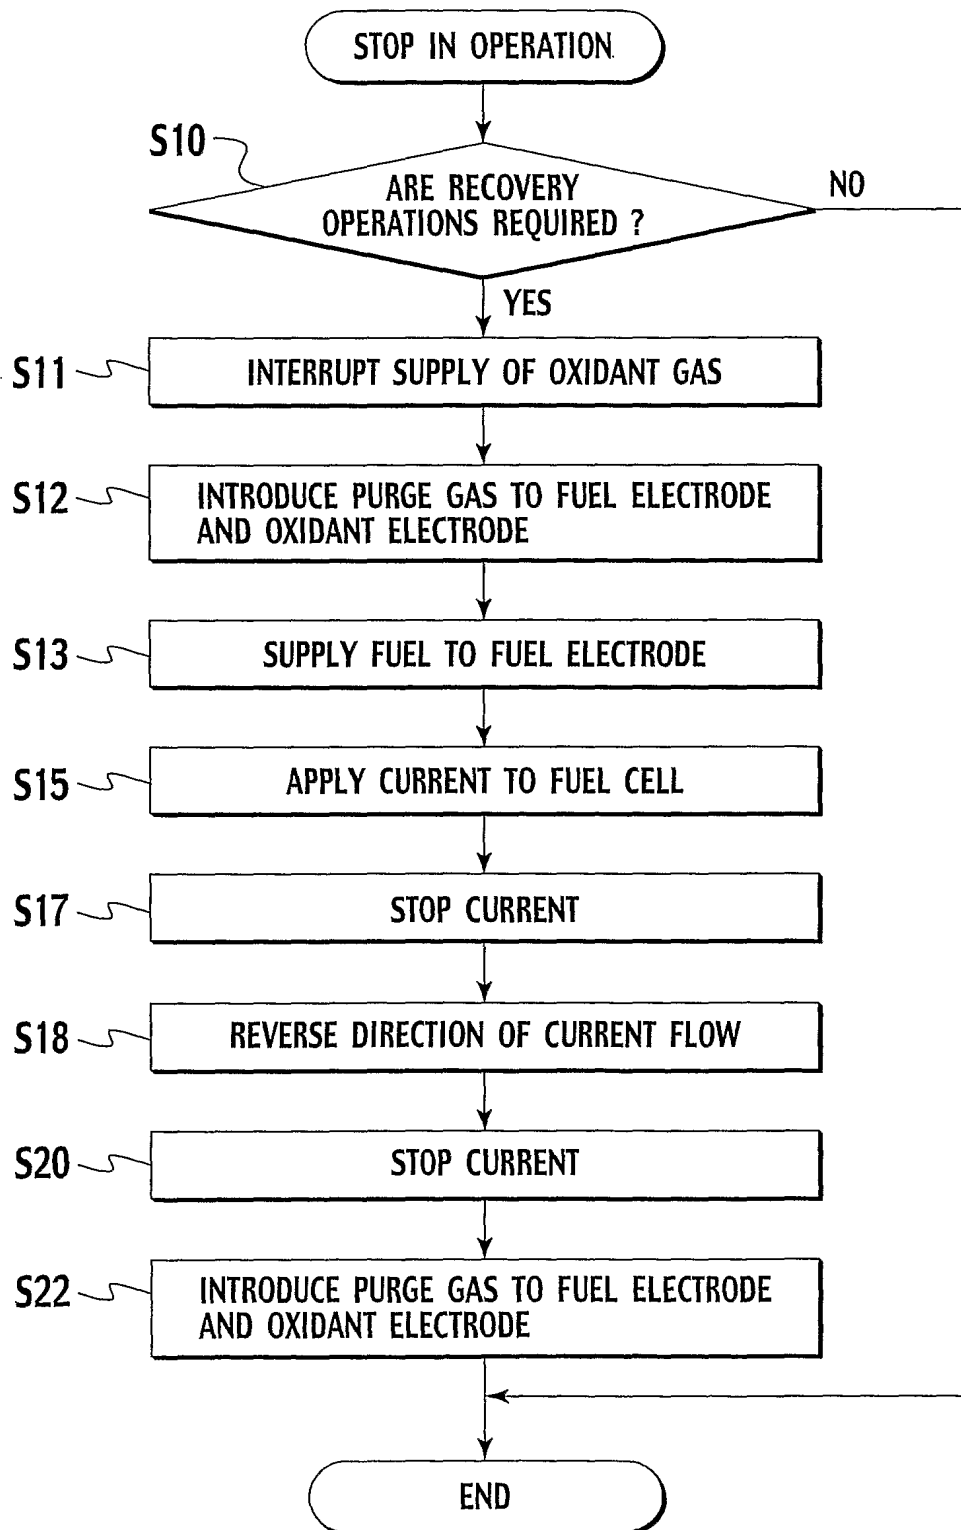 STOP IN OPERATION
S10
ARE RECOVERY
OPERATIONS REQUIRED ?
NO
YES
S11
INTERRUPT SUPPLY OF OXIDANT GAS
S12
INTRODUCE PURGE GAS TO FUEL ELECTRODE
AND OXIDANT ELECTRODE
S13
SUPPLY FUEL TO FUEL ELECTRODE
S15
APPLY CURRENT TO FUEL CELL
S17
STOP CURRENT
S18
REVERSE DIRECTION OF CURRENT FLOW
S20
STOP CURRENT
S22
INTRODUCE PURGE GAS TO FUEL ELECTRODE
AND OXIDANT ELECTRODE
END